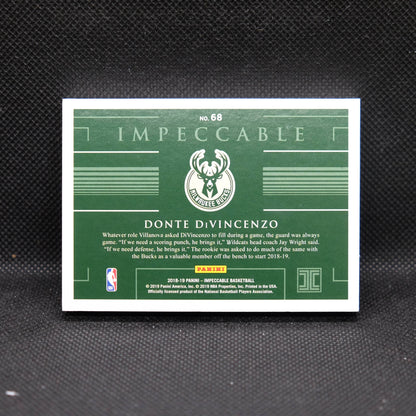 NO. 68
IMPECCABLE
MILWAUKEE BUCKS
DONTE DiVINCENZO
Whatever role Villanova asked DiVincenzo to fill during a game, the guard was always
game. “If we need a scoring punch, he brings it,” Wildcats head coach Jay Wright said.
“If we need defense, he brings it.” The rookie was asked to do much of the same with
the Bucks as a valuable member off the bench to start 2018-19.
PANINI
2018-19 PANINI – IMPECCABLE BASKETBALL
© 2019 Panini America, Inc. © 2019 NBA Properties, Inc. Printed in the USA.
Officially licensed product of the National Basketball Players Association.
NBA